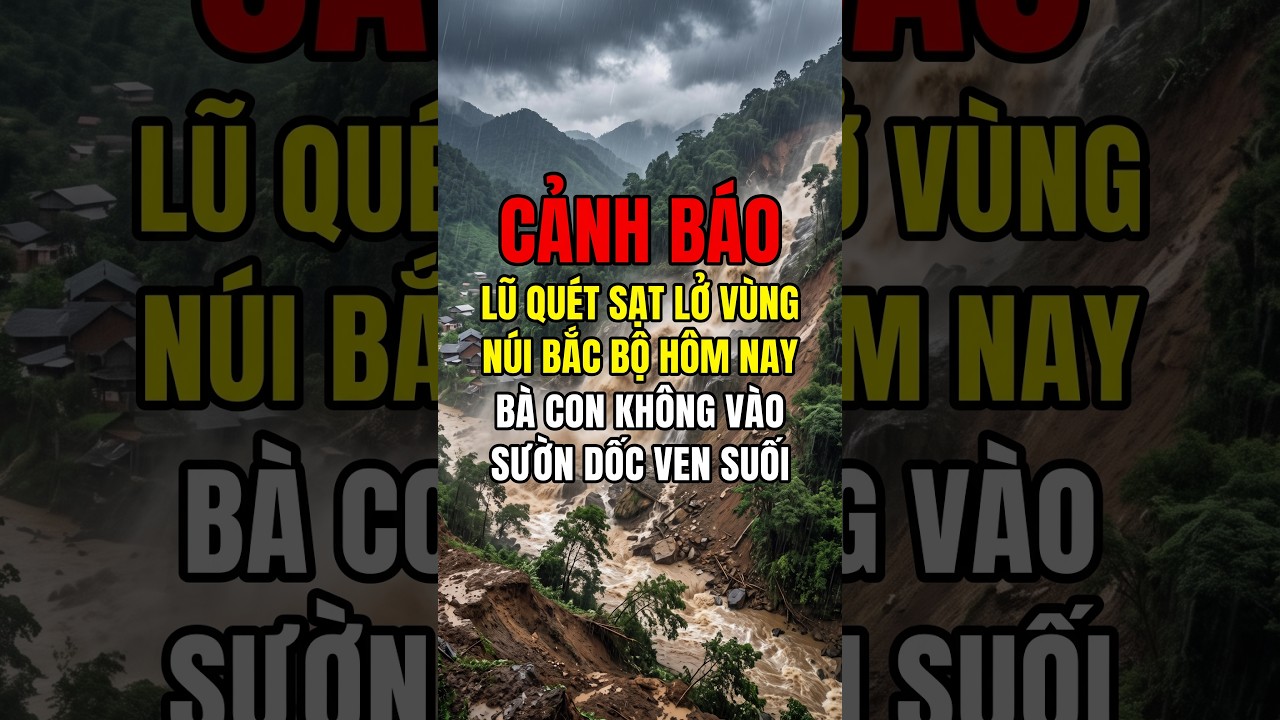 CẢNH BÁO
LŨ QUÉT SẠT LỞ VÙNG
NÚI BẮC BỘ HÔM NAY
BÀ CON KHÔNG VÀO
SƯỜN DỐC VEN SUỐI